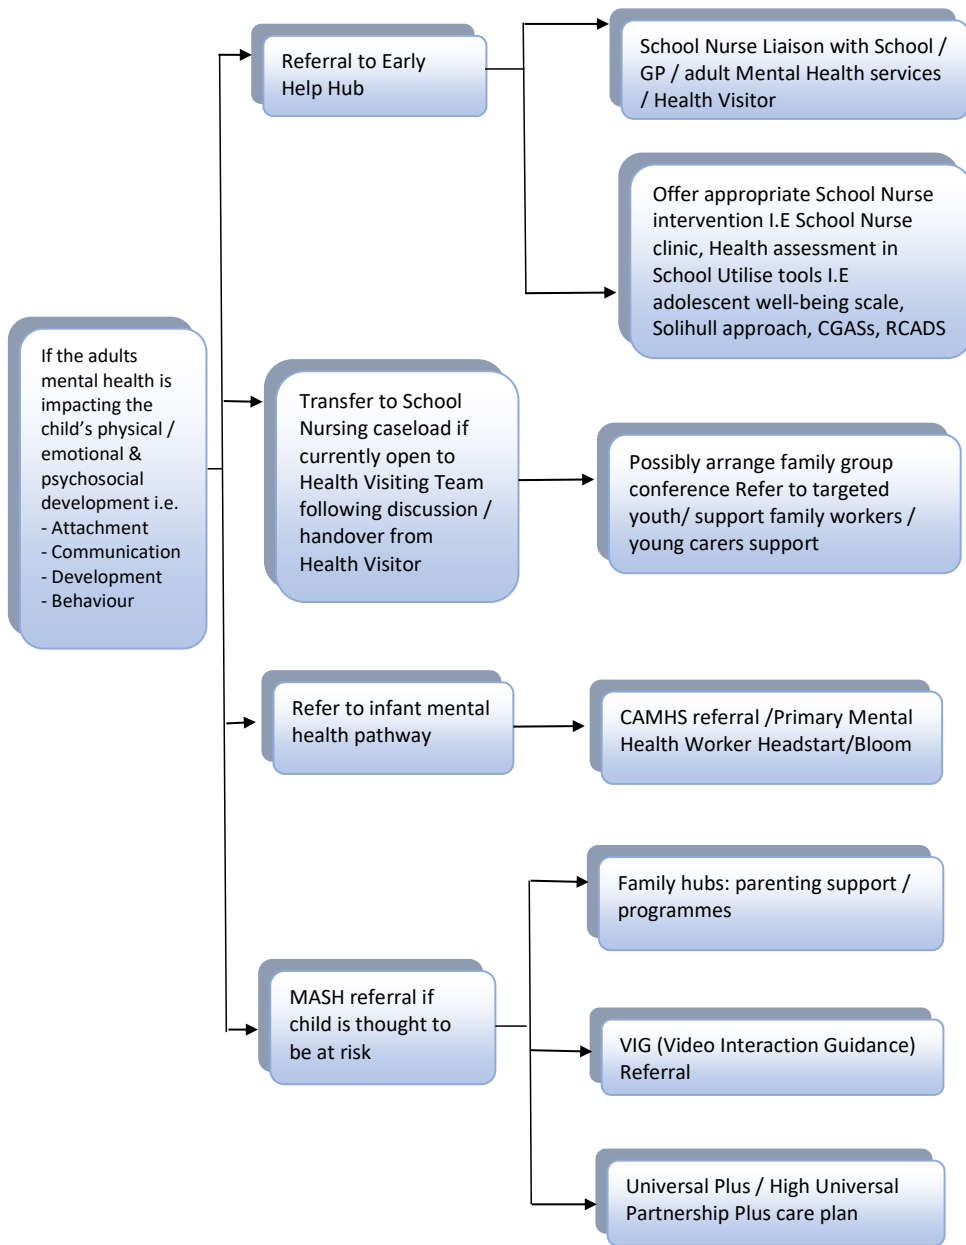 Referral to Early
Help Hub
School Nurse Liaison with School /
GP / adult Mental Health services
/ Health Visitor
Offer appropriate School Nurse
intervention I.E School Nurse
clinic, Health assessment in
School Utilise tools I.E
adolescent well-being scale,
Solihull approach, CGASs, RCADS
If the adults
mental health is
impacting the
child’s physical /
emotional &
psychosocial
development i.e.
- Attachment
- Communication
- Development
- Behaviour
Transfer to School
Nursing caseload if
currently open to
Health Visiting Team
following discussion /
handover from
Health Visitor
Possibly arrange family group
conference Refer to targeted
youth/ support family workers /
young carers support
Refer to infant mental
health pathway
CAMHS referral /Primary Mental
Health Worker Headstart/Bloom
Family hubs: parenting support /
programmes
MASH referral if
child is thought to
be at risk
VIG (Video Interaction Guidance)
Referral
Universal Plus / High Universal
Partnership Plus care plan